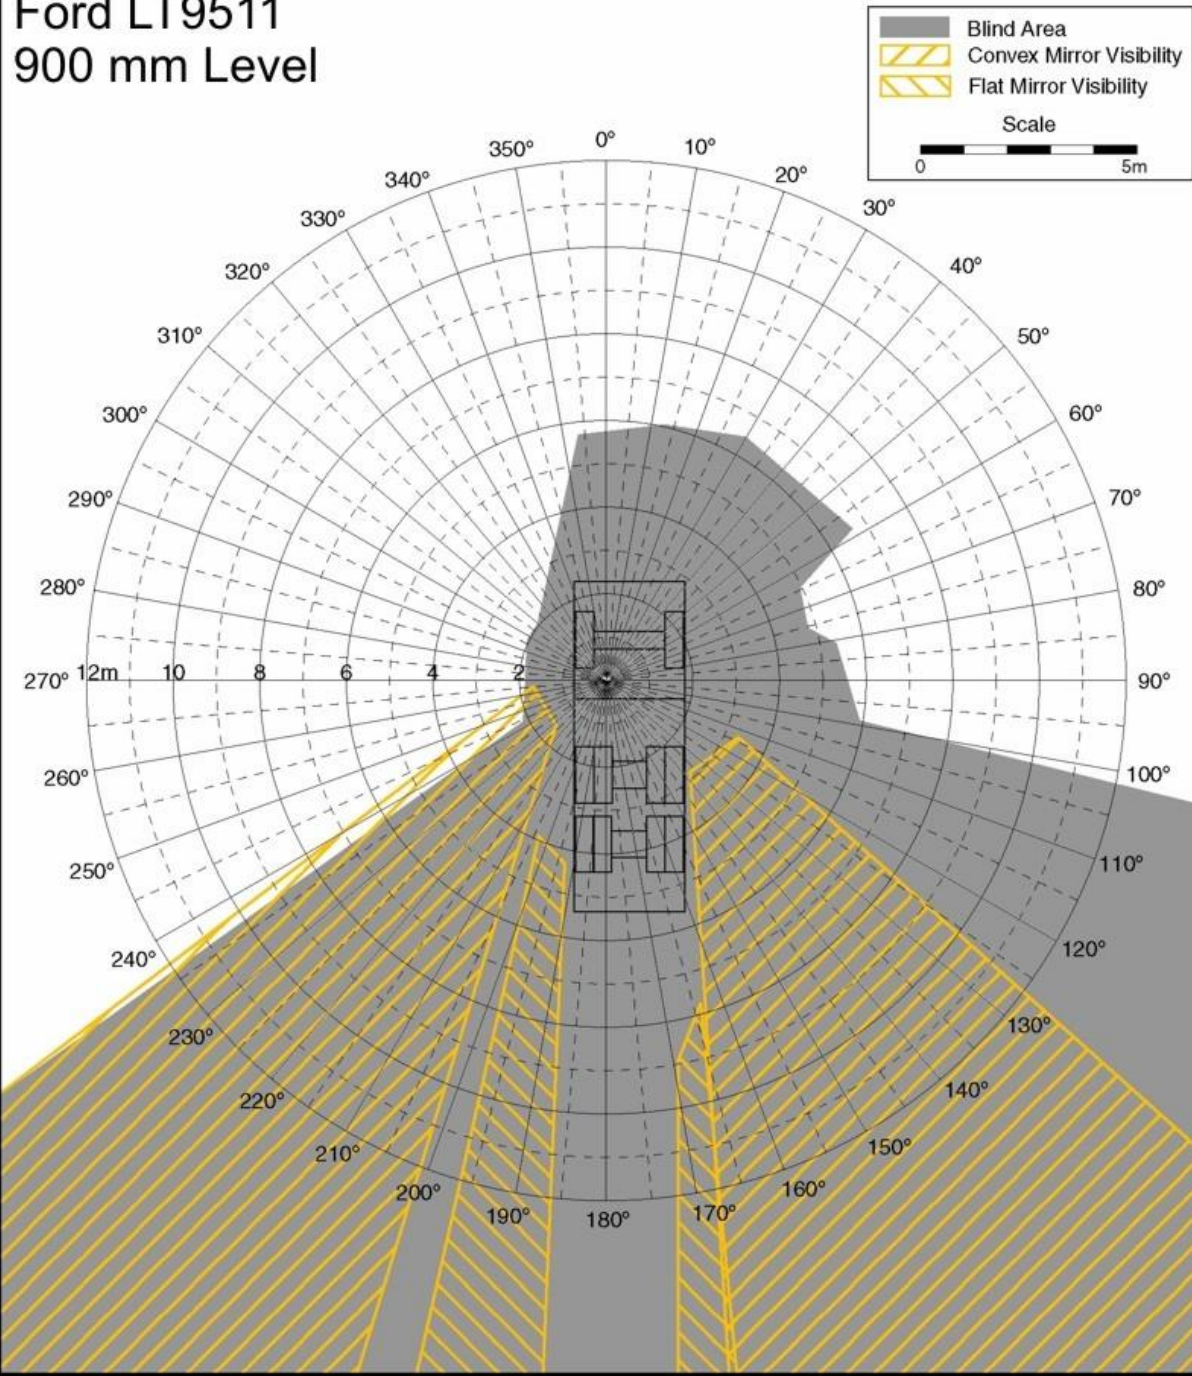 Ford LT9511
900 mm Level
Blind Area
Convex Mirror Visibility
Flat Mirror Visibility
Scale
0 5m
0°
350° 10°
340° 20°
330° 30°
320° 40°
310° 50°
300° 60°
290° 70°
280° 80°
270° 12m 10 8 6 4 2 90°
260° 100°
250° 110°
240° 120°
230° 130°
220° 140°
210° 150°
200° 160°
190° 180° 170°